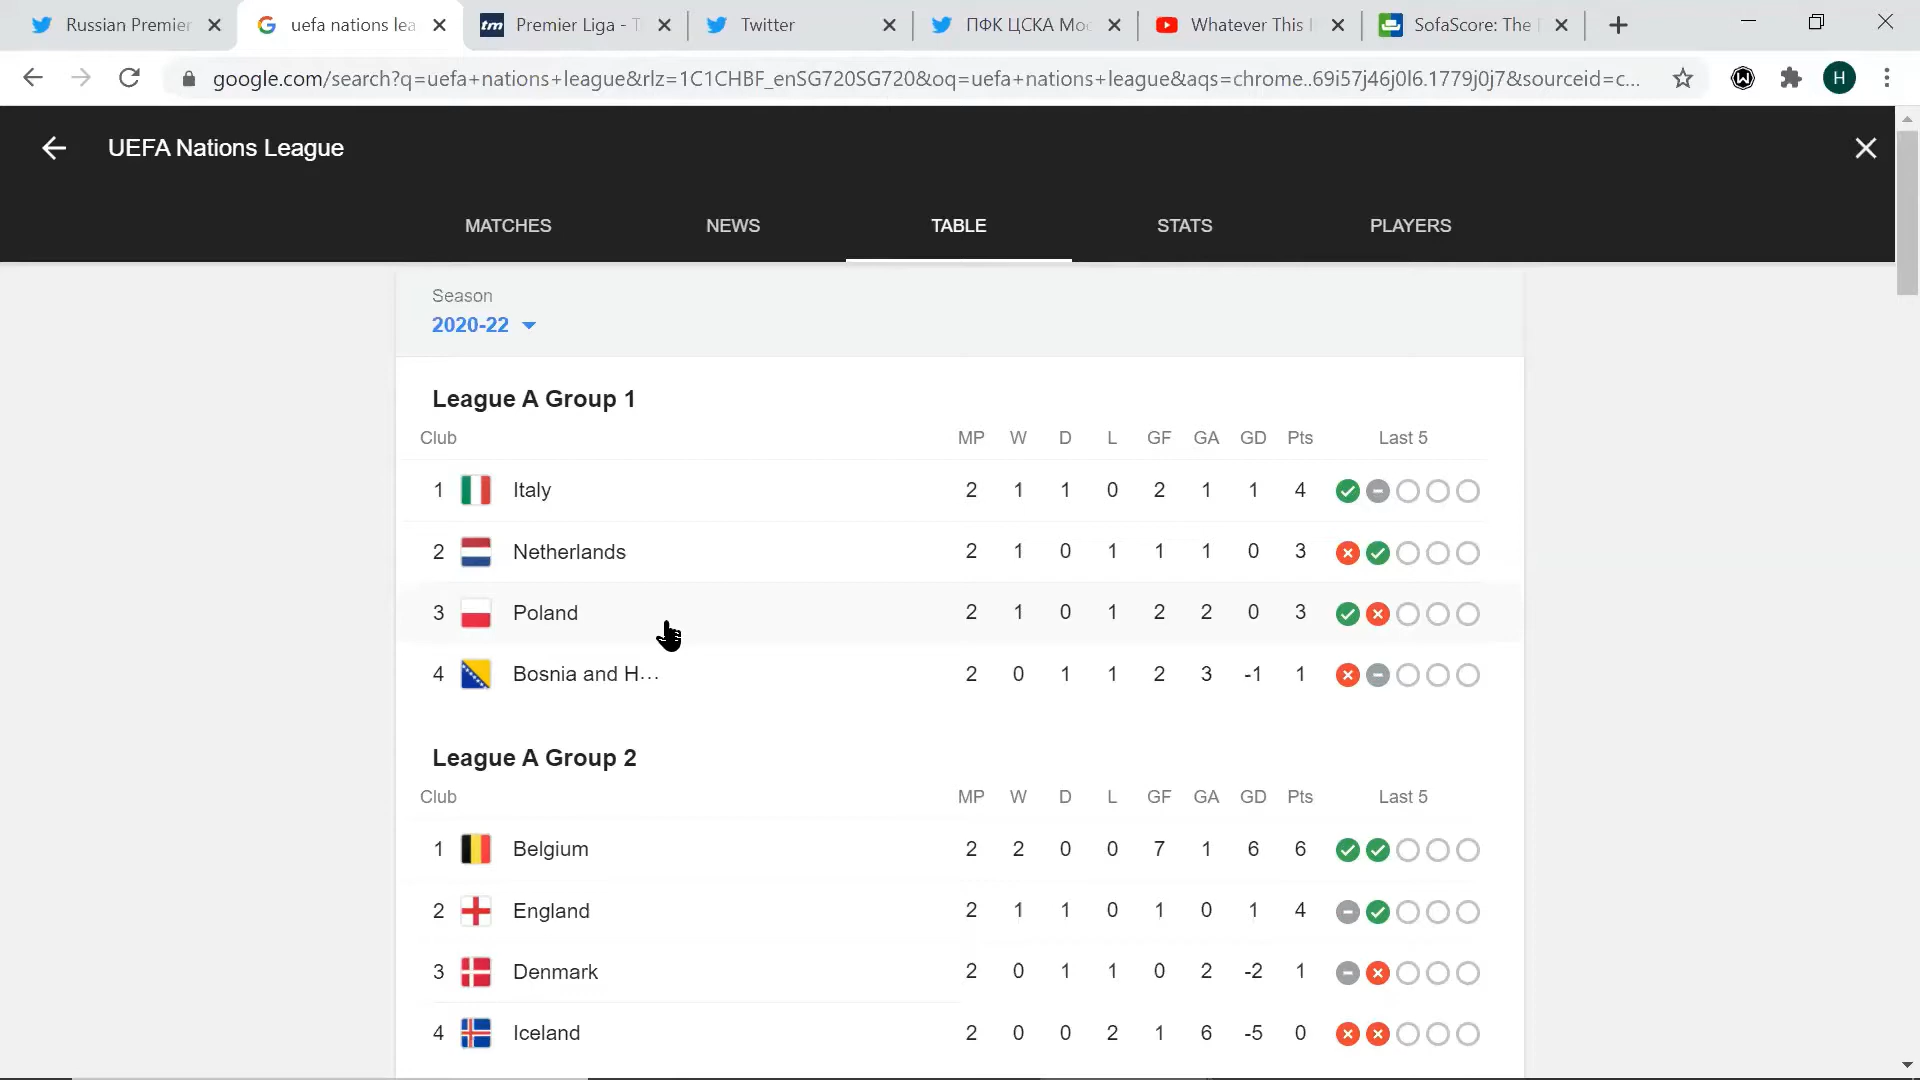 Russian Premier
uefa nations lea
tm Premier Liga - T
Twitter
ПФК ЦСКА Мос
Whatever This I
SofaScore: The
google.com/search?q=uefa+nations+league&rlz=1C1CHBF_enSG720SG720&oq=uefa+nations+league&aqs=chrome..69i57j46j0l6.1779j0j7&sourceid=c...
H
UEFA Nations League
MATCHES NEWS TABLE STATS PLAYERS
Season
2020-22
League A Group 1
Club MP W D L GF GA GD Pts Last 5
1 Italy 2 1 1 0 2 1 1 4
2 Netherlands 2 1 0 1 1 1 0 3
3 Poland 2 1 0 1 2 2 0 3
4 Bosnia and H... 2 0 1 1 2 3 -1 1
League A Group 2
Club MP W D L GF GA GD Pts Last 5
1 Belgium 2 2 0 0 7 1 6 6
2 England 2 1 1 0 1 0 1 4
3 Denmark 2 0 1 1 0 2 -2 1
4 Iceland 2 0 0 2 1 6 -5 0